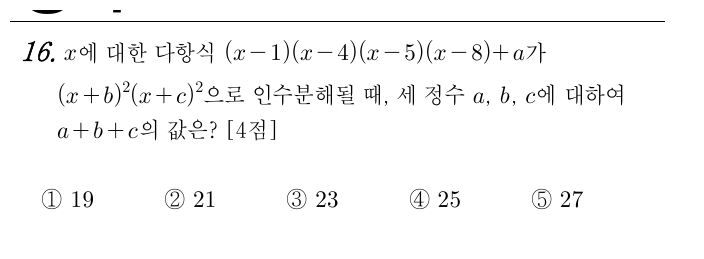 16. x에 대한 다항식 (x-1)(x-4)(x-5)(x-8)+a가
(x+b)²(x+c)²으로 인수분해될 때, 세 정수 a, b, c에 대하여
a+b+c의 값은? [4점]
① 19 ② 21 ③ 23 ④ 25 ⑤ 27